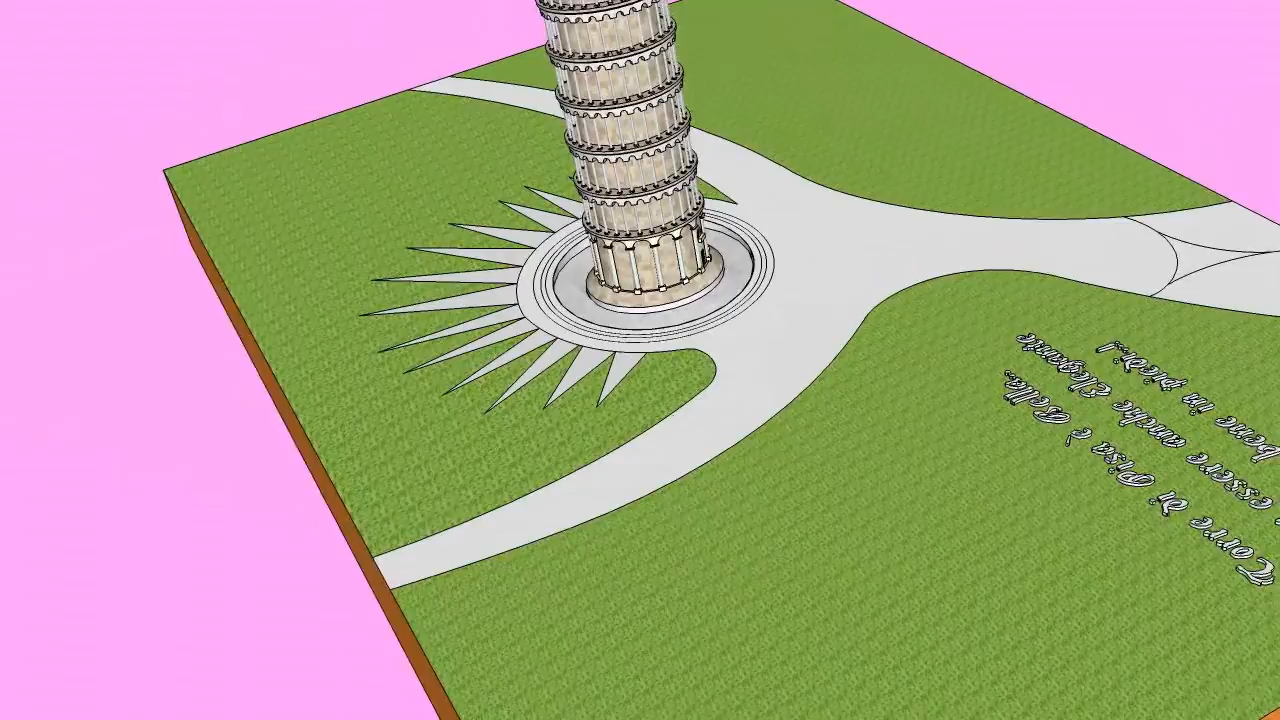 Torre di Pisa é Bella..
essere anche Elegante
bene in piedi.!